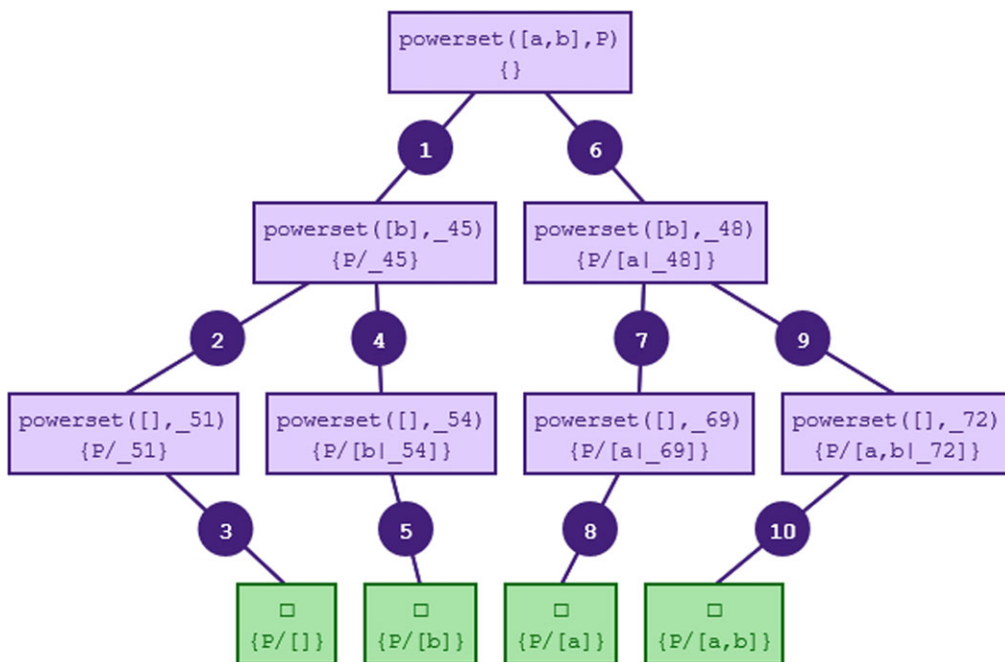 powerset([a,b],P)
{}
1
6
powerset([b],_45)
{P/_45}
powerset([b],_48)
{P/[a|_48]}
2
4
7
9
powerset([],_51)
{P/_51}
powerset([],_54)
{P/[b|_54]}
powerset([],_69)
{P/[a|_69]}
powerset([],_72)
{P/[a,b|_72]}
3
5
8
10
□
{P/[]}
□
{P/[b]}
□
{P/[a]}
□
{P/[a,b]}